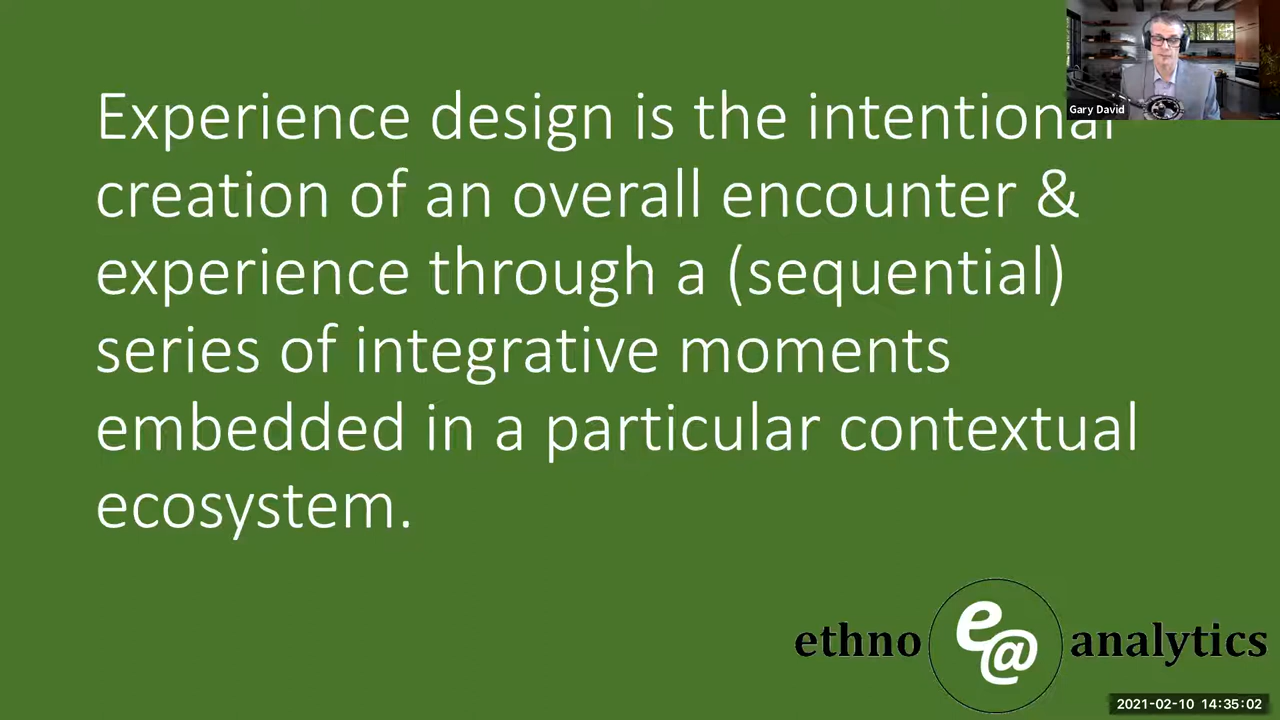 Experience design is the intentional
creation of an overall encounter &
experience through a (sequential)
series of integrative moments
embedded in a particular contextual
ecosystem.
Gary David
ethno e@ analytics
2021-02-10 14:35:02